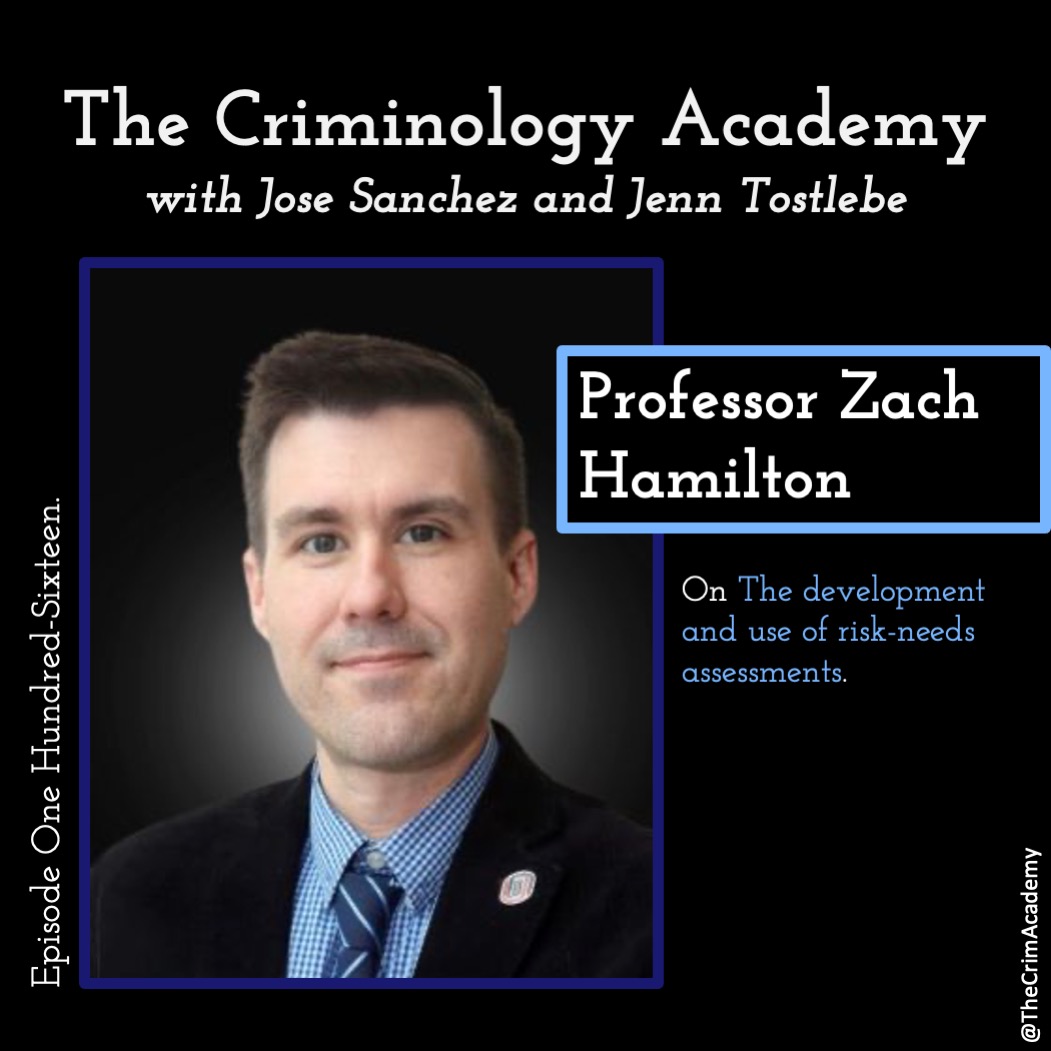 The Criminology Academy
with Jose Sanchez and Jenn Tostlebe
Professor Zach
Hamilton
On The development
and use of risk-needs
assessments.
Episode One Hundred-Sixteen.
@TheCrimAcademy